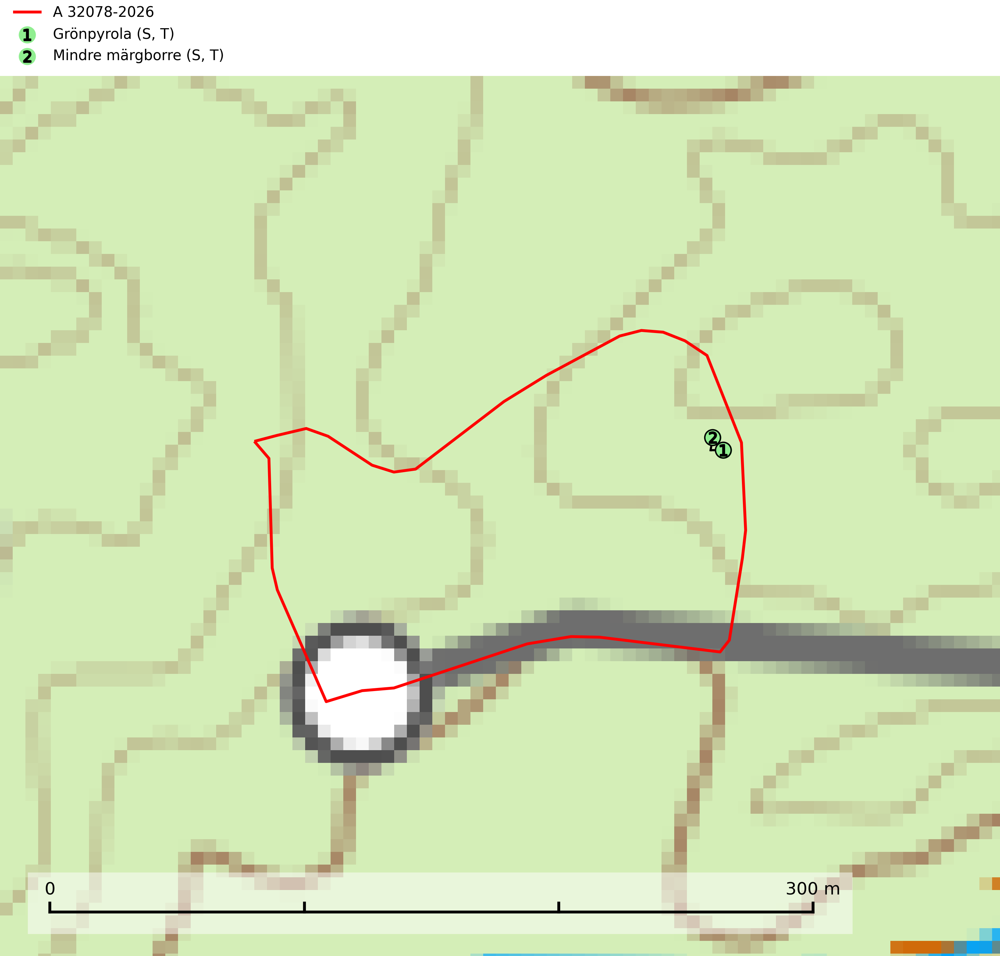 A 32078-2026
1 Grönpyrola (S, T)
2 Mindre märgborre (S, T)
2
1
0 300 m